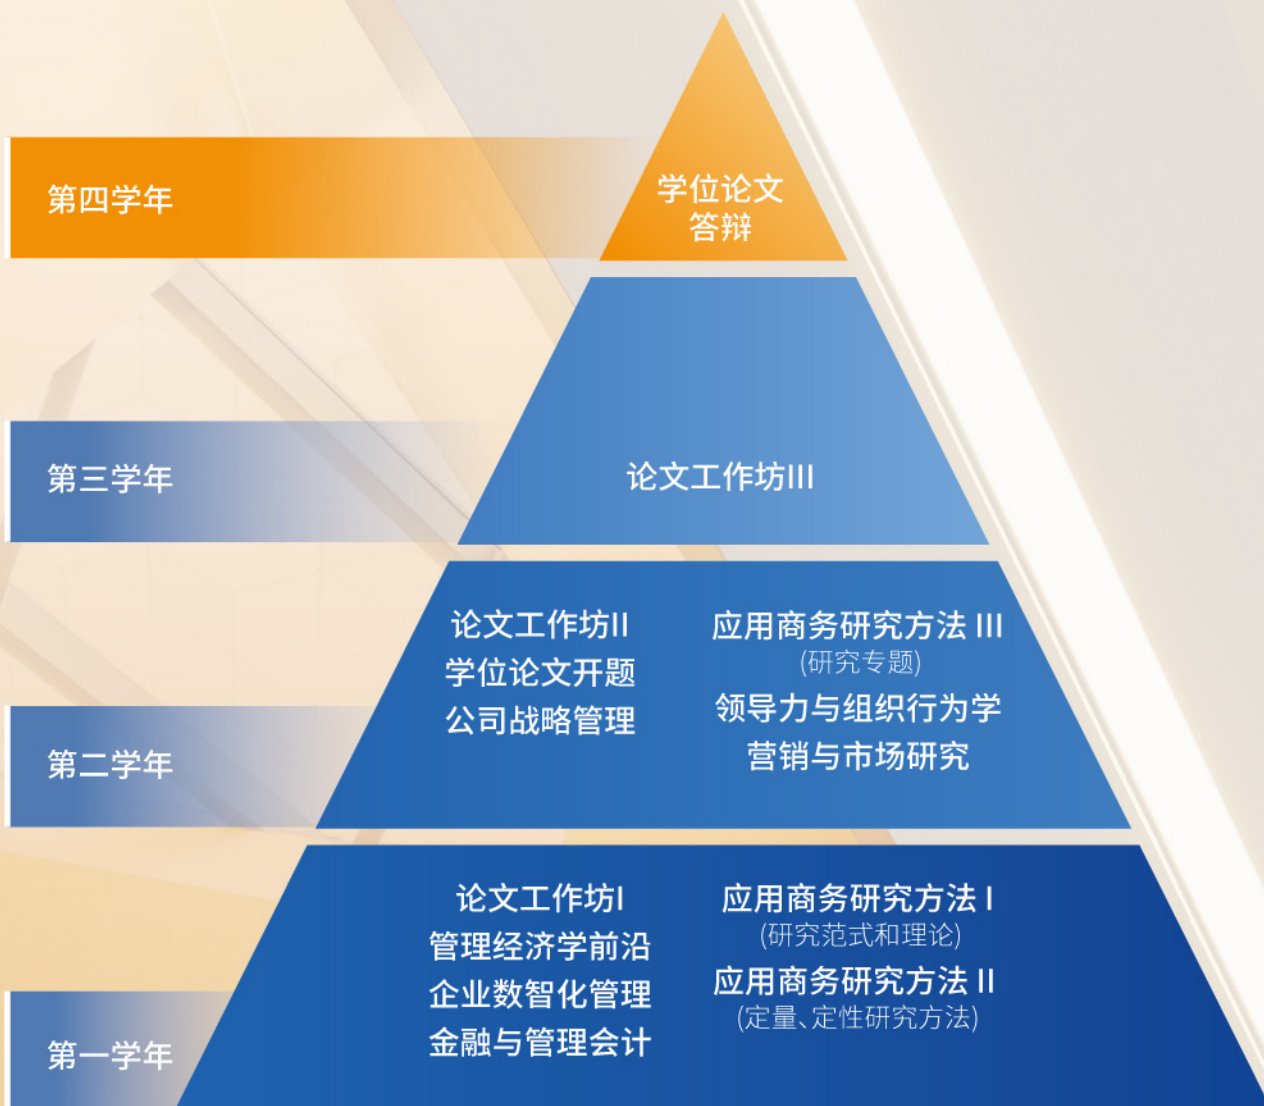 第四学年
学位论文
答辩
第三学年
论文工作坊III
第二学年
论文工作坊II
学位论文开题
公司战略管理
应用商务研究方法 III
(研究专题)
领导力与组织行为学
营销与市场研究
第一学年
论文工作坊I
管理经济学前沿
企业数智化管理
金融与管理会计
应用商务研究方法 I
(研究范式和理论)
应用商务研究方法 II
(定量、定性研究方法)